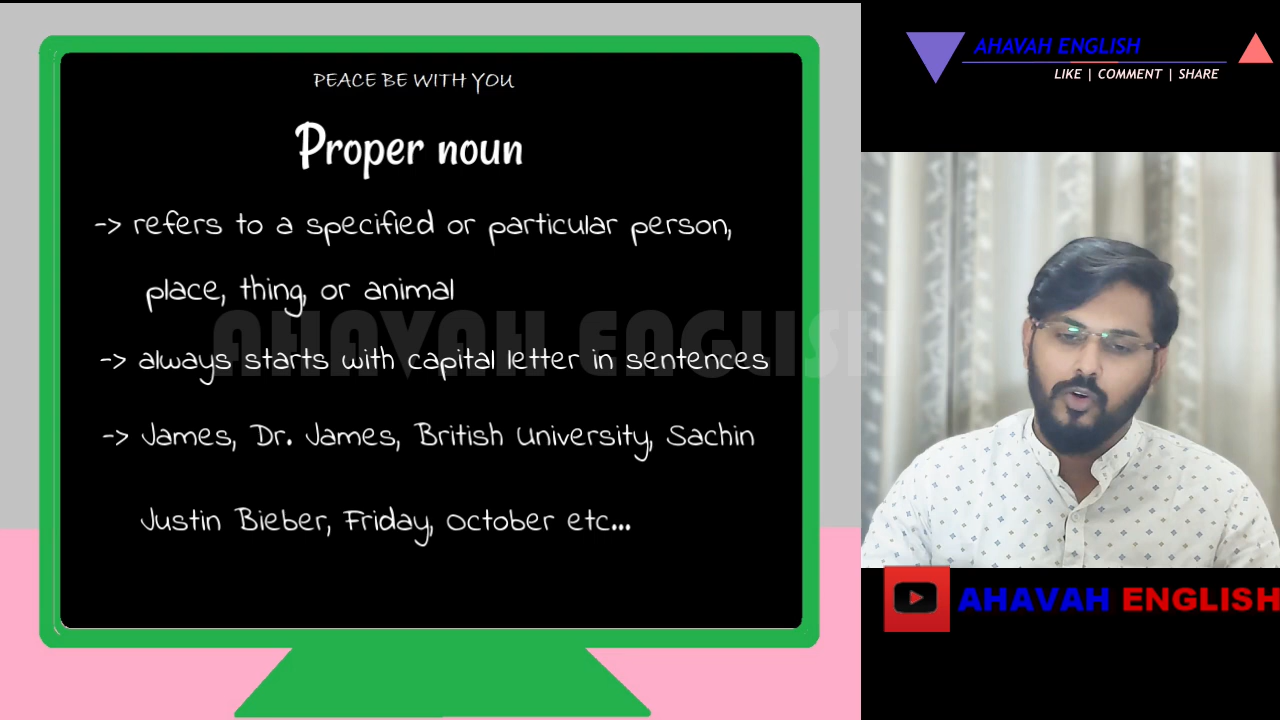 PEACE BE WITH YOU
Proper noun
-> refers to a specified or particular person,
place, thing, or animal
-> always starts with capital letter in sentences
-> James, Dr. James, British University, Sachin
Justin Bieber, Friday, October etc...
AHAVAH ENGLISH
AHAVAH ENGLISH
LIKE | COMMENT | SHARE
AHAVAH ENGLISH